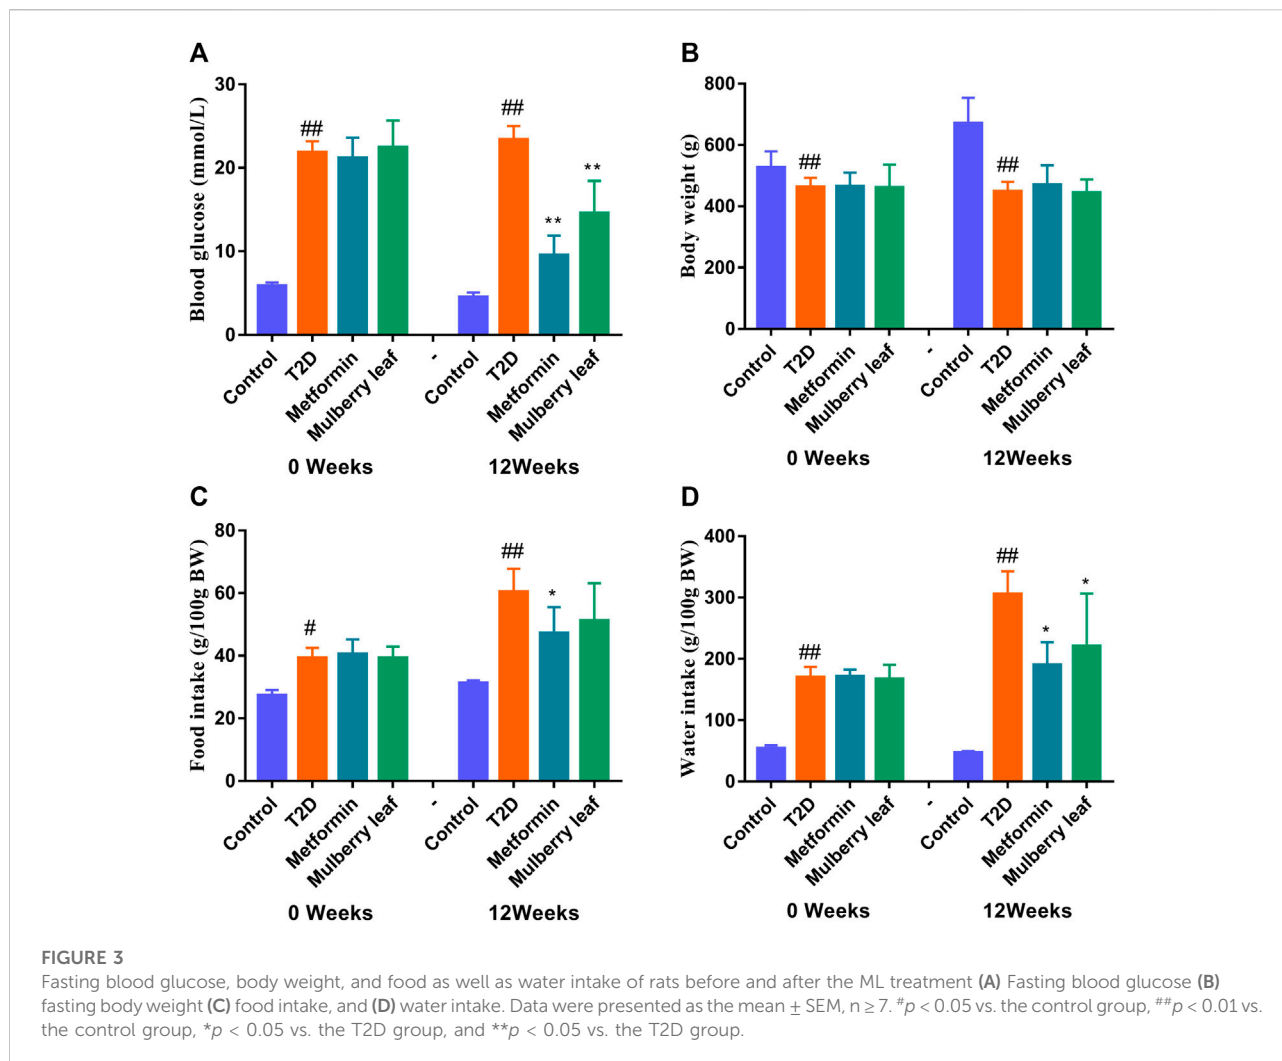 A
Blood glucose (mmol/L)
30
20
10
0
##
##
**
**
Control
T2D
Metformin
Mulberry leaf
-
Control
T2D
Metformin
Mulberry leaf
0 Weeks
12Weeks
B
Body weight (g)
800
600
400
200
0
##
##
Control
T2D
Metformin
Mulberry leaf
-
Control
T2D
Metformin
Mulberry leaf
0 Weeks
12Weeks
C
Food intake (g/100g BW)
80
60
40
20
0
#
##
*
Control
T2D
Metformin
Mulberry leaf
-
Control
T2D
Metformin
Mulberry leaf
0 Weeks
12Weeks
D
Water intake (g/100g BW)
400
300
200
100
0
##
##
*
*
Control
T2D
Metformin
Mulberry leaf
-
Control
T2D
Metformin
Mulberry leaf
0 Weeks
12Weeks
FIGURE 3
Fasting blood glucose, body weight, and food as well as water intake of rats before and after the ML treatment (A) Fasting blood glucose (B)
fasting body weight (C) food intake, and (D) water intake. Data were presented as the mean ± SEM, n ≥ 7. #p < 0.05 vs. the control group, ##p < 0.01 vs.
the control group, *p < 0.05 vs. the T2D group, and **p < 0.05 vs. the T2D group.